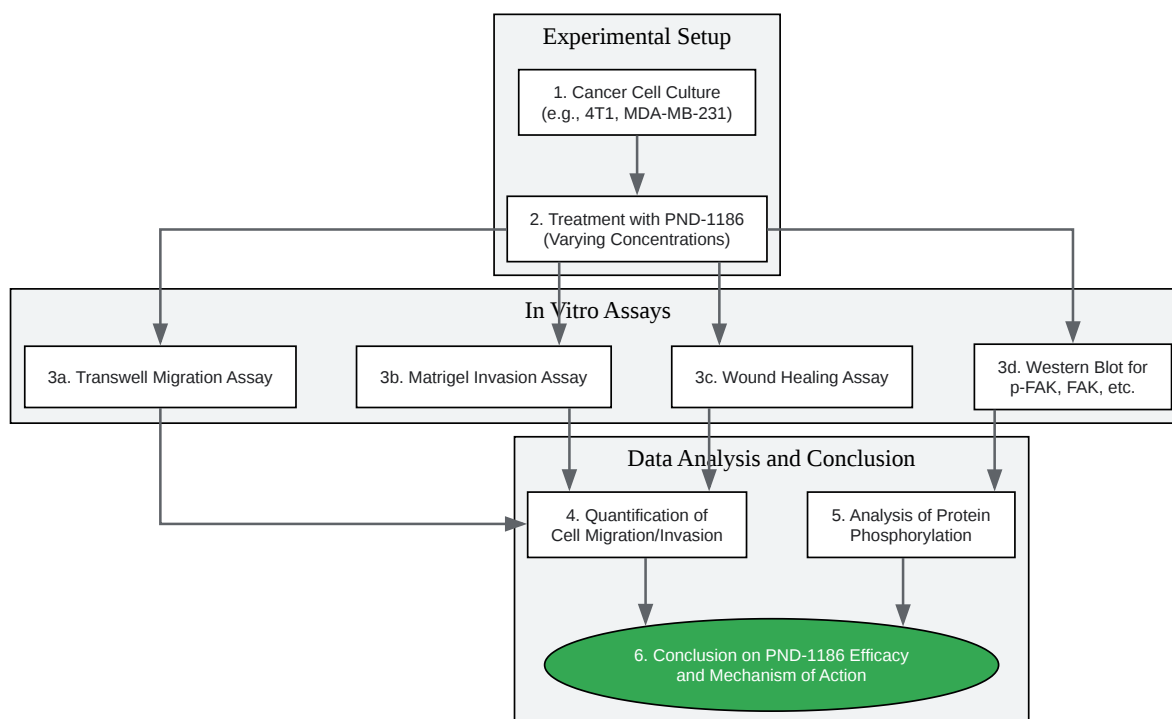 Experimental Setup
1. Cancer Cell Culture
(e.g., 4T1, MDA-MB-231)
2. Treatment with PND-1186
(Varying Concentrations)
In Vitro Assays
3a. Transwell Migration Assay
3b. Matrigel Invasion Assay
3c. Wound Healing Assay
3d. Western Blot for
p-FAK, FAK, etc.
Data Analysis and Conclusion
4. Quantification of
Cell Migration/Invasion
5. Analysis of Protein
Phosphorylation
6. Conclusion on PND-1186 Efficacy
and Mechanism of Action